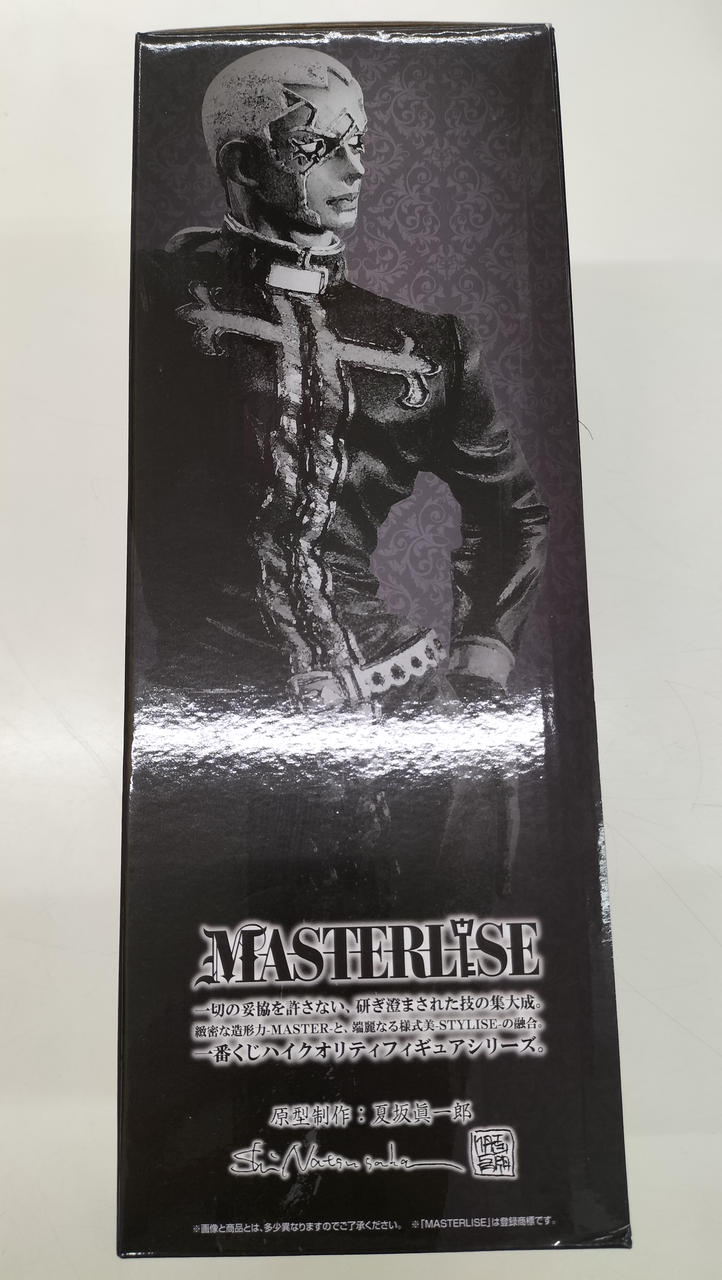 MASTERLISE
一切の妥協を許さない、研ぎ澄まされた技の集大成。
緻密な造形力-MASTER-と、端麗なる様式美-STYLISE-の融合。
一番くじハイクオリティフィギュアシリーズ。
原型制作：夏坂眞一郎
Shin Natsusaka
※画像と商品とは、多少異なりますのでご了承ください。 ※「MASTERLISE」は登録商標です。